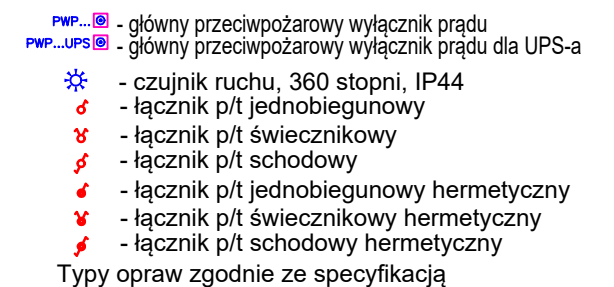 PWP... - główny przeciwpożarowy wyłącznik prądu
PWP...UPS - główny przeciwpożarowy wyłącznik prądu dla UPS-a
- czujnik ruchu, 360 stopni, IP44
- łącznik p/t jednobiegunowy
- łącznik p/t świecznikowy
- łącznik p/t schodowy
- łącznik p/t jednobiegunowy hermetyczny
- łącznik p/t świecznikowy hermetyczny
- łącznik p/t schodowy hermetyczny
Typy opraw zgodnie ze specyfikacją